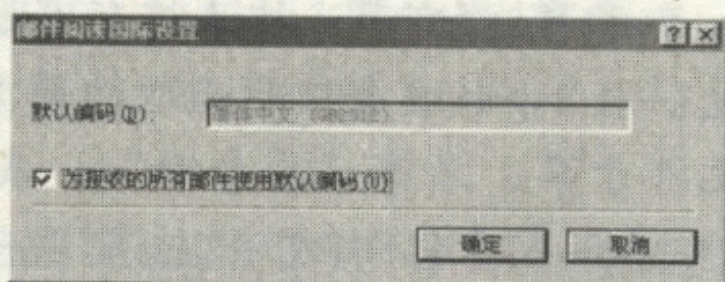 邮件阅读国际设置
默认编码(D):
简体中文 (GB2312)
为接收的所有邮件使用默认编码(U)
确定
取消